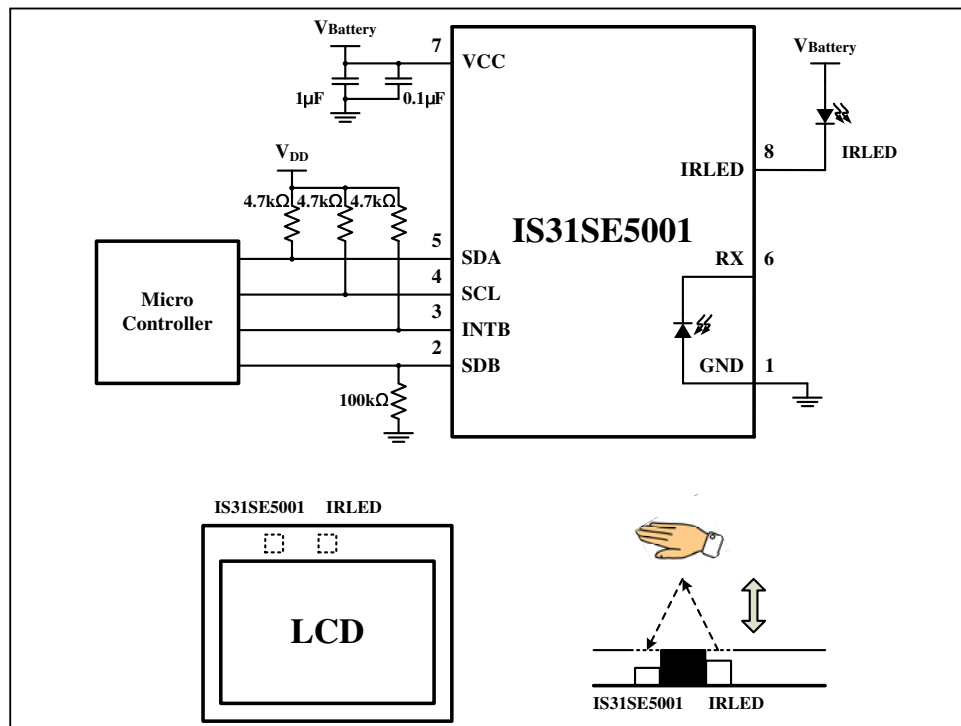 VBattery
7
VCC
1µF
0.1µF
VBattery
8
IRLED
IRLED
VDD
4.7kΩ 4.7kΩ 4.7kΩ
IS31SE5001
Micro
Controller
5
SDA
4
SCL
3
INTB
2
SDB
100kΩ
RX
6
GND
1
IS31SE5001 IRLED
LCD
IS31SE5001 IRLED